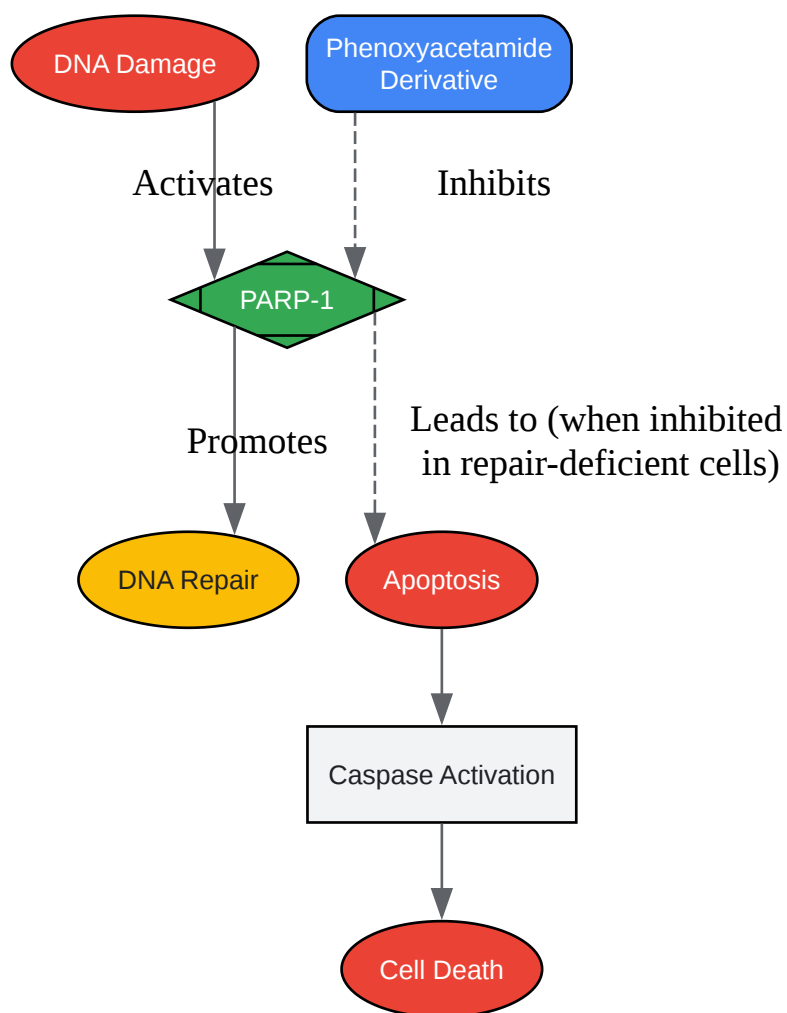 DNA Damage
Phenoxyacetamide
Derivative
Activates
Inhibits
PARP-1
Promotes
Leads to (when inhibited
in repair-deficient cells)
DNA Repair
Apoptosis
Caspase Activation
Cell Death